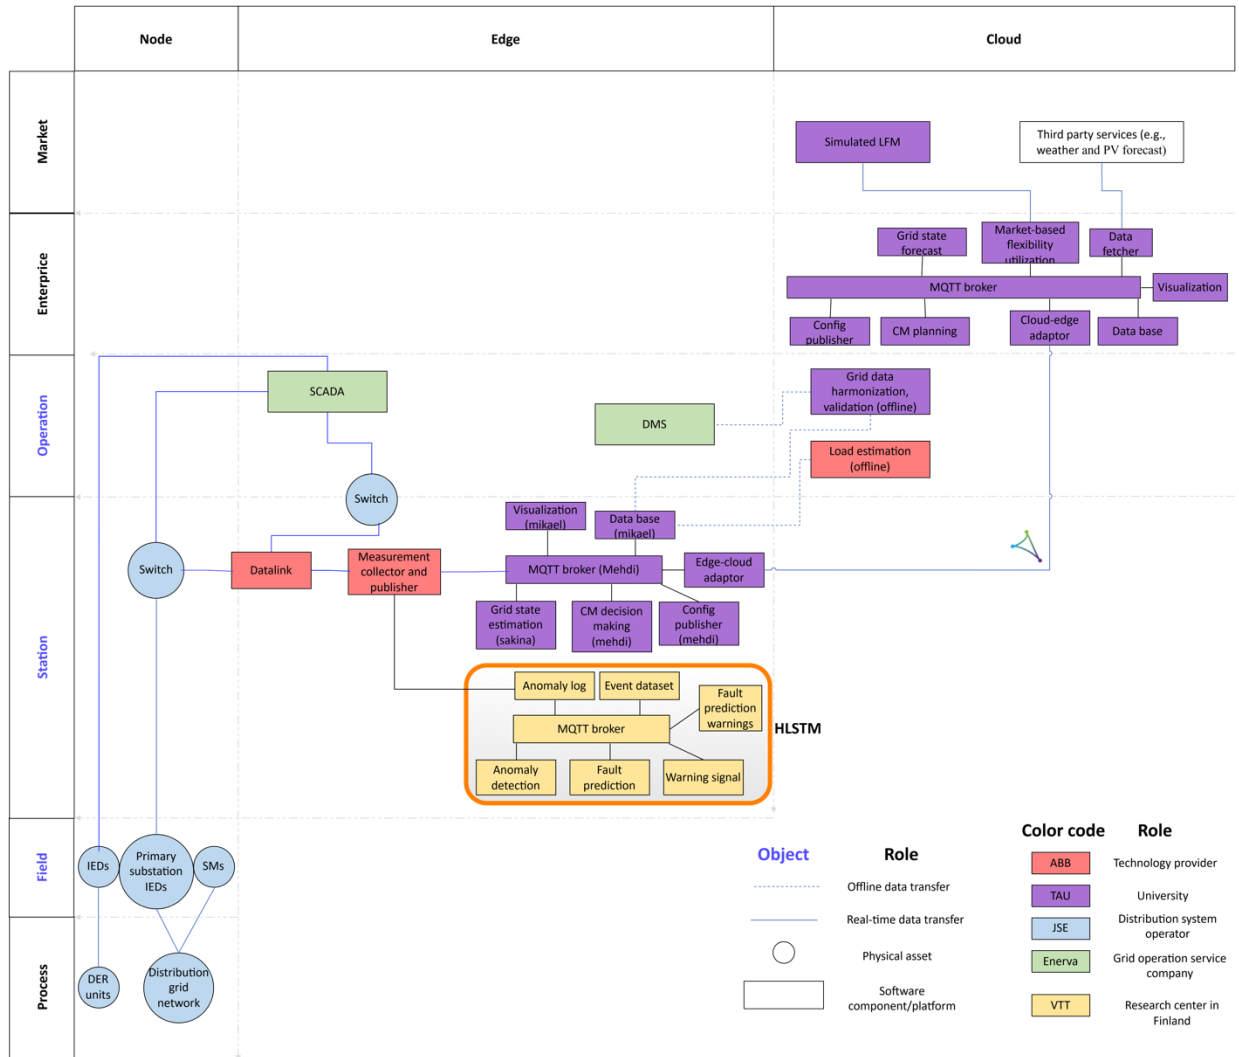 Node
Edge
Cloud
Market
Simulated LFM
Third party services (e.g.,
weather and PV forecast)
Enterprice
Grid state
forecast
Market-based
flexibility
utilization
Data
fetcher
MQTT broker
Visualization
Config
publisher
CM planning
Cloud-edge
adaptor
Data base
Operation
SCADA
DMS
Grid data
harmonization,
validation (offline)
Load estimation
(offline)
Switch
Station
Visualization
(mikael)
Data base
(mikael)
Switch
Datalink
Measurement
collector and
publisher
MQTT broker (Mehdi)
Edge-cloud
adaptor
Grid state
estimation
(sakina)
CM decision
making
(mehdi)
Config
publisher
(mehdi)
Anomaly log
Event dataset
Fault
prediction
warnings
MQTT broker
HLSTM
Anomaly
detection
Fault
prediction
Warning signal
Field
IEDs
Primary
substation
IEDs
SMs
Process
DER
units
Distribution
grid
network
Object
Role
Offline data transfer
Real-time data transfer
Physical asset
Software
component/platform
Color code
Role
ABB
Technology provider
TAU
University
JSE
Distribution system
operator
Enerva
Grid operation service
company
VTT
Research center in
Finland